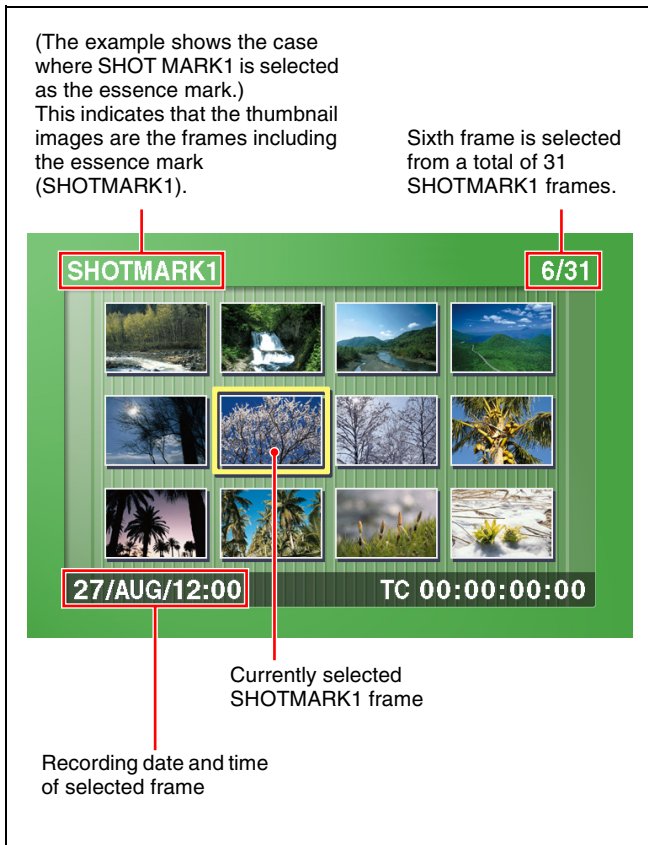 (The example shows the case
where SHOT MARK1 is selected
as the essence mark.)
This indicates that the thumbnail
images are the frames including
the essence mark
(SHOTMARK1).
Sixth frame is selected
from a total of 31
SHOTMARK1 frames.
SHOTMARK1
6/31
27/AUG/12:00
TC 00:00:00:00
Currently selected
SHOTMARK1 frame
Recording date and time
of selected frame